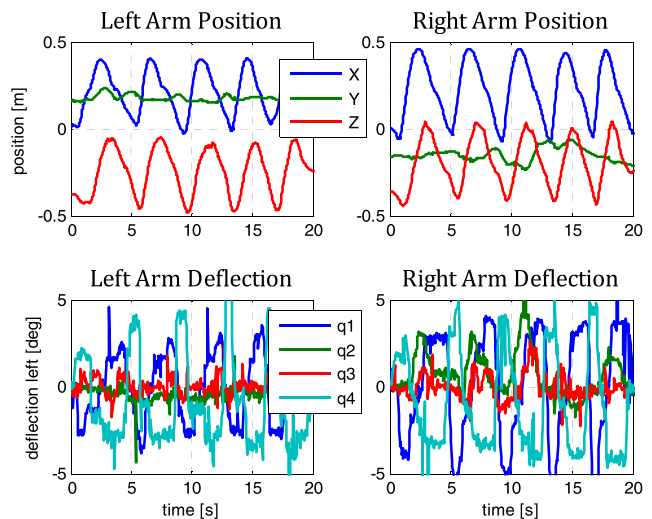 Left Arm Position
Right Arm Position
0.5
0
-0.5
position [m]
0 5 10 15 20
X
Y
Z
0.5
0
-0.5
0 5 10 15 20
Left Arm Deflection
Right Arm Deflection
5
0
-5
deflection left [deg]
0 5 10 15 20
time [s]
q1
q2
q3
q4
5
0
-5
0 5 10 15 20
time [s]